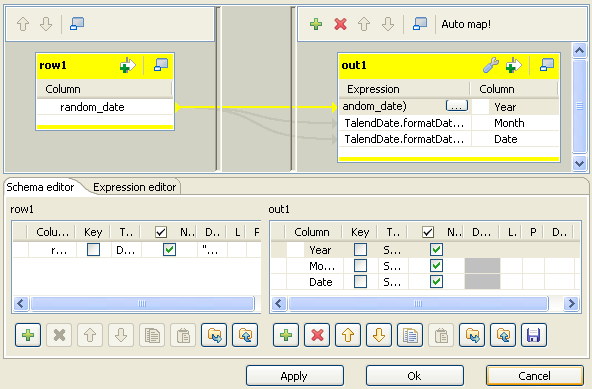 Auto map!
row1
Column
random_date
out1
Expression Column
andom_date) ... Year
TalendDate.formatDat... Month
TalendDate.formatDat... Date
Schema editor Expression editor
row1
Colu... Key T... N... D... L P
r... D... "...
out1
Column Key T... N.. D... L. P D..
Year S...
Mo... S...
Date S...
Apply Ok Cancel